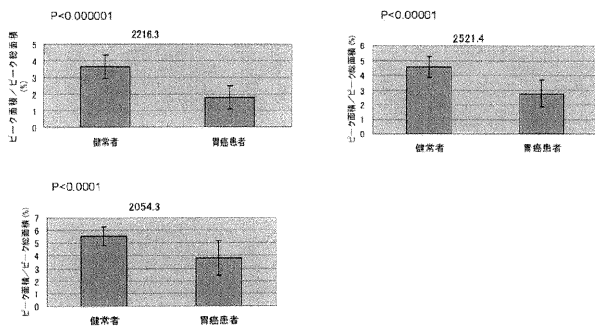 P<0.000001
2216.3
ピーク面積／ピーク総面積
(%)
5
4
3
2
1
0
健常者 胃癌患者
P<0.00001
2521.4
ピーク面積／ピーク総面積 (%)
6
5
4
3
2
1
0
健常者 胃癌患者
P<0.0001
2054.3
ピーク面積／ピーク総面積 (%)
7
6
5
4
3
2
1
0
健常者 胃癌患者